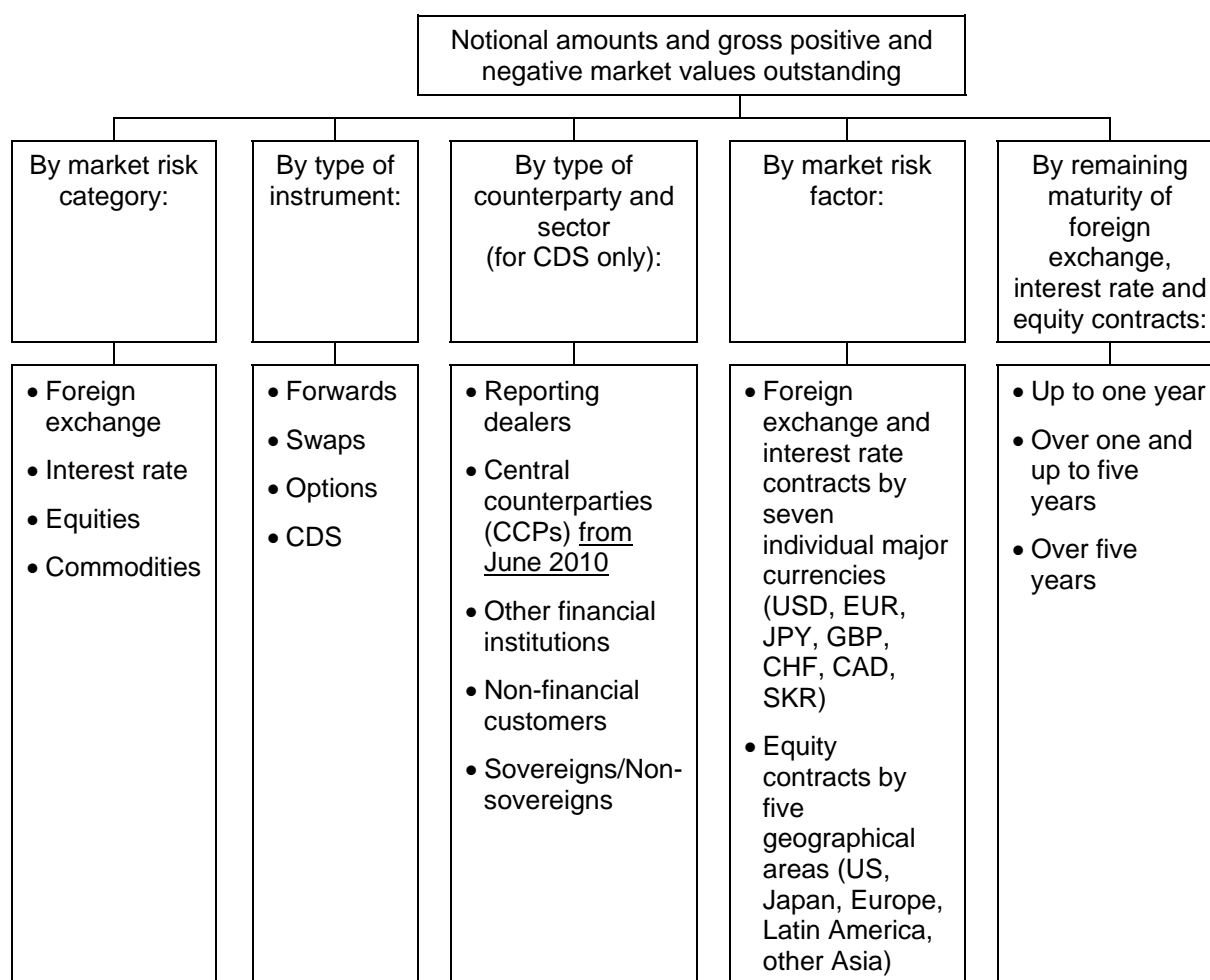 Notional amounts and gross positive and
negative market values outstanding
By market risk
category:
By type of
instrument:
By type of
counterparty and
sector
(for CDS only):
By market risk
factor:
By remaining
maturity of
foreign
exchange,
interest rate and
equity contracts:
• Foreign
exchange
• Interest rate
• Equities
• Commodities
• Forwards
• Swaps
• Options
• CDS
• Reporting
dealers
• Central
counterparties
(CCPs) from
June 2010
• Other financial
institutions
• Non-financial
customers
• Sovereigns/Non-
sovereigns
• Foreign
exchange and
interest rate
contracts by
seven
individual major
currencies
(USD, EUR,
JPY, GBP,
CHF, CAD,
SKR)
• Equity
contracts by
five
geographical
areas (US,
Japan, Europe,
Latin America,
other Asia)
• Up to one year
• Over one and
up to five
years
• Over five
years